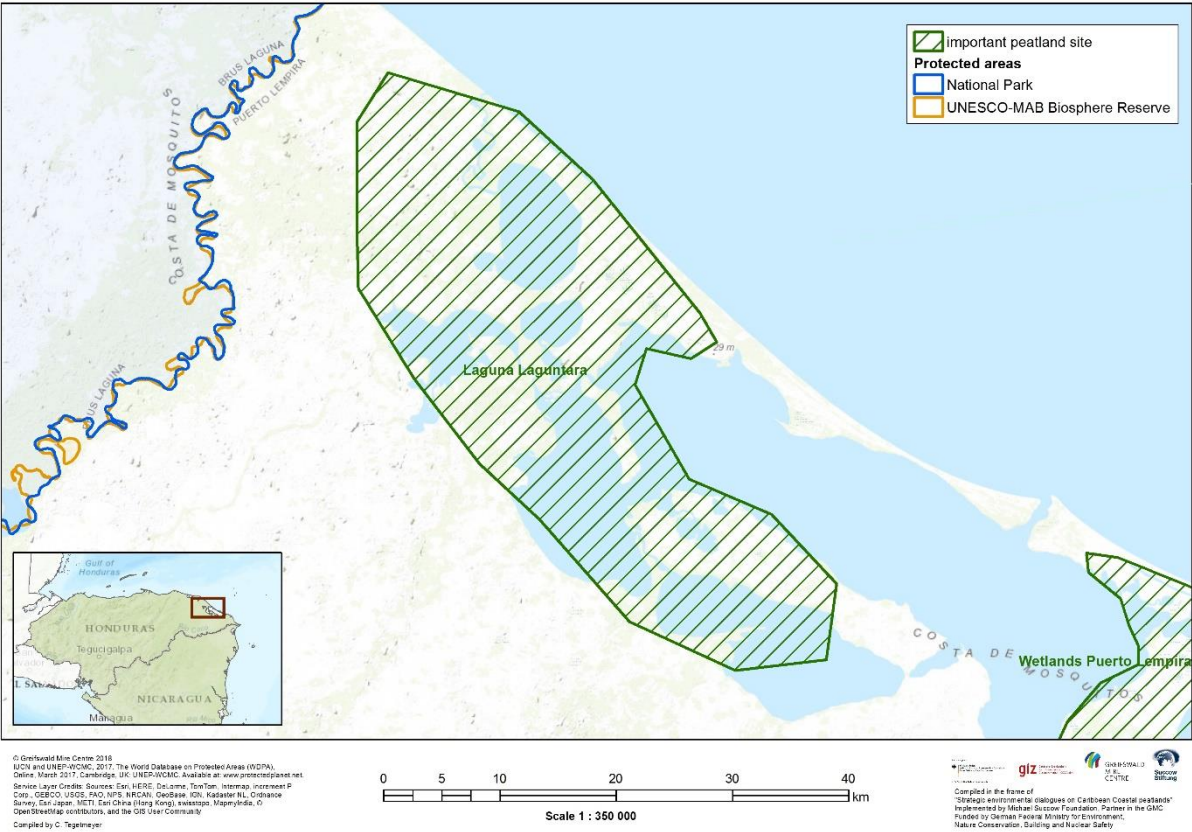 important peatland site
Protected areas
National Park
UNESCO-MAB Biosphere Reserve
BRUS LAGUNA
PUERTO LEMPIRA
COSTA DE MOSQUITOS
US LAGUNA
29 m
Laguna Laguntara
COSTA DE MOSQUITOS
Wetlands Puerto Lempira
Gulf of
Honduras
HONDURAS
Tegucigalpa
NICARAGUA
Managua
© Greifswald Mire Centre 2018
IUCN and UNEP-WCMC, 2017, The World Database on Protected Areas (WDPA),
Online, March 2017, Cambridge, UK: UNEP-WCMC. Available at: www.protectedplanet.net.
Service Layer Credits: Sources: Esri, HERE, DeLorme, TomTom, Intermap, increment P
Corp., GEBCO, USGS, FAO, NPS, NRCAN, GeoBase, IGN, Kadaster NL, Ordnance
Survey, Esri Japan, METI, Esri China (Hong Kong), swisstopo, MapmyIndia, ©
OpenStreetMap contributors, and the GIS User Community
Compiled by C. Tegetmeyer
0 5 10 20 30 40
km
Scale 1 : 350 000
giz
GREIFSWALD
MIRE
CENTRE
Succow
Stiftung
Compiled in the frame of
"Strategic environmental dialogues on Caribbean Coastal peatlands"
Implemented by Michael Succow Foundation, Partner in the GMC
Funded by German Federal Ministry for Environment,
Nature Conservation, Building and Nuclear Safety